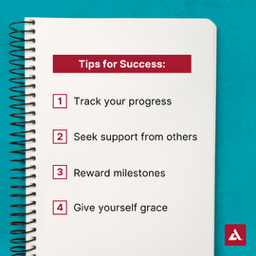 Tips for Success:
1 Track your progress
2 Seek support from others
3 Reward milestones
4 Give yourself grace